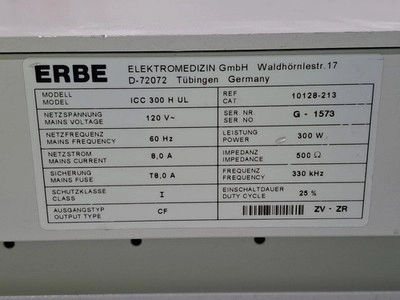 ERBE ELEKTROMEDIZIN GmbH Waldhörnlestr.17
D-72072 Tübingen Germany
MODELL
MODEL
ICC 300 H UL
REF
CAT
10128-213
NETZSPANNUNG
MAINS VOLTAGE
120 V~
SER NR
SER NO
G - 1573
NETZFREQUENZ
MAINS FREQUENCY
60 Hz
LEISTUNG
POWER
300 W
NETZSTROM
MAINS CURRENT
8,0 A
IMPEDANZ
IMPEDANCE
500 Ω
SICHERUNG
MAINS FUSE
T8,0 A
FREQUENZ
FREQUENCY
330 kHz
SCHUTZKLASSE
CLASS
I
EINSCHALTDAUER
DUTY CYCLE
25 %
AUSGANGSTYP
OUTPUT TYPE
CF
ZV - ZR